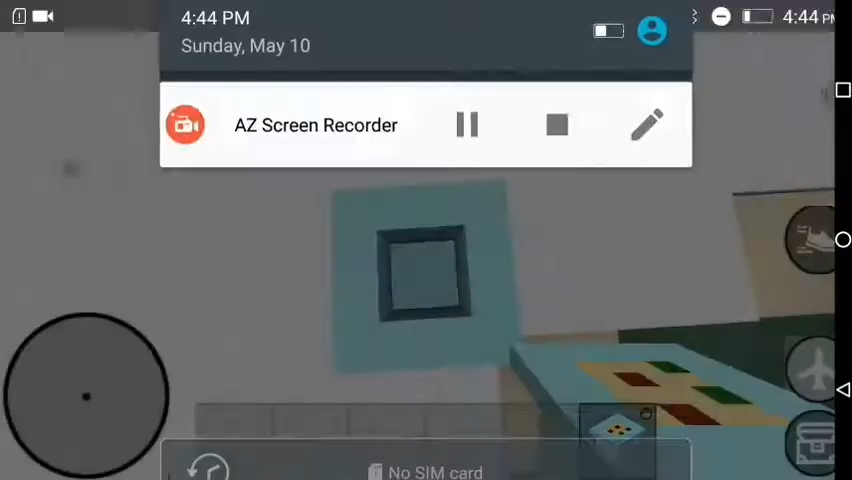 4:44 PM
4:44 PM
Sunday, May 10
AZ Screen Recorder
No SIM card